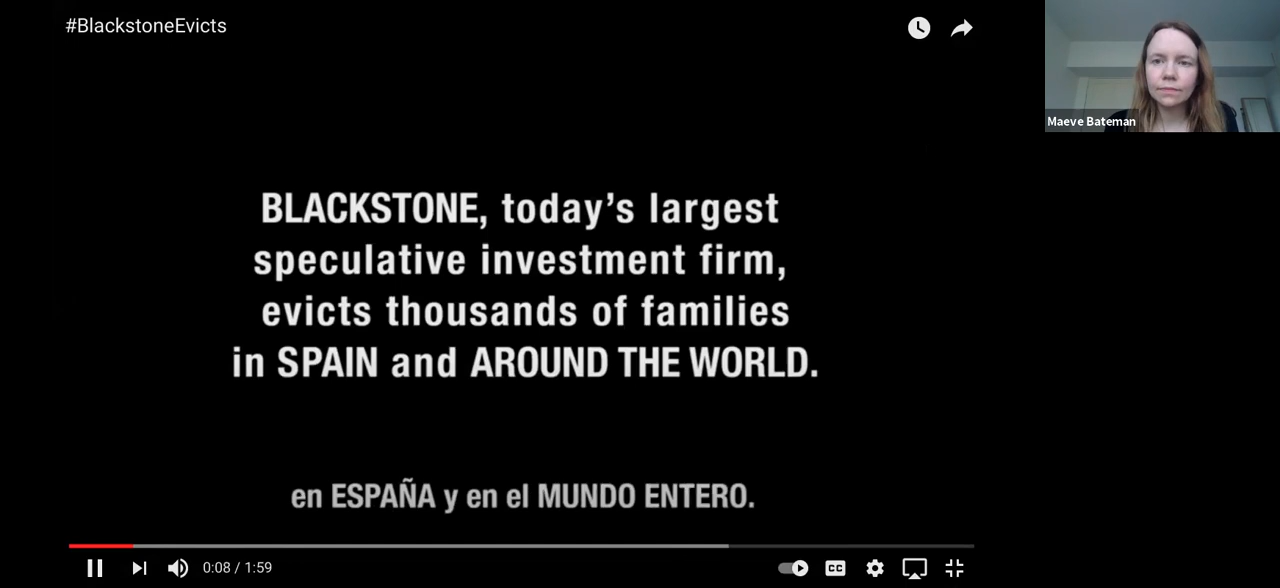 #BlackstoneEvicts
Maeve Bateman
BLACKSTONE, today’s largest
speculative investment firm,
evicts thousands of families
in SPAIN and AROUND THE WORLD.
en ESPAÑA y en el MUNDO ENTERO.
0:08 / 1:59
CC